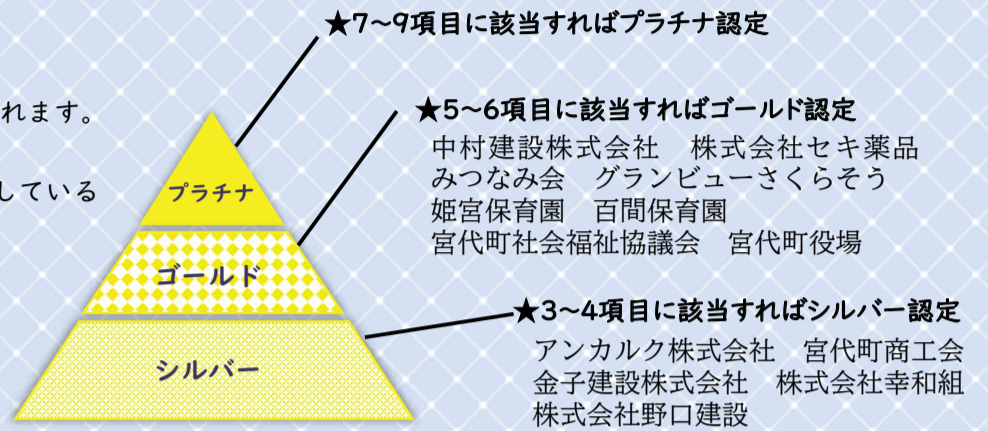 ★7~9項目に該当すればプラチナ認定
れます。
★5~6項目に該当すればゴールド認定
中村建設株式会社　株式会社セキ薬品
している
プラチナ
みつなみ会　グランビューさくらそう
姫宮保育園　百間保育園
宮代町社会福祉協議会　宮代町役場
ゴールド
★3~4項目に該当すればシルバー認定
シルバー
アンカルク株式会社　宮代町商工会
金子建設株式会社　株式会社幸和組
株式会社野口建設